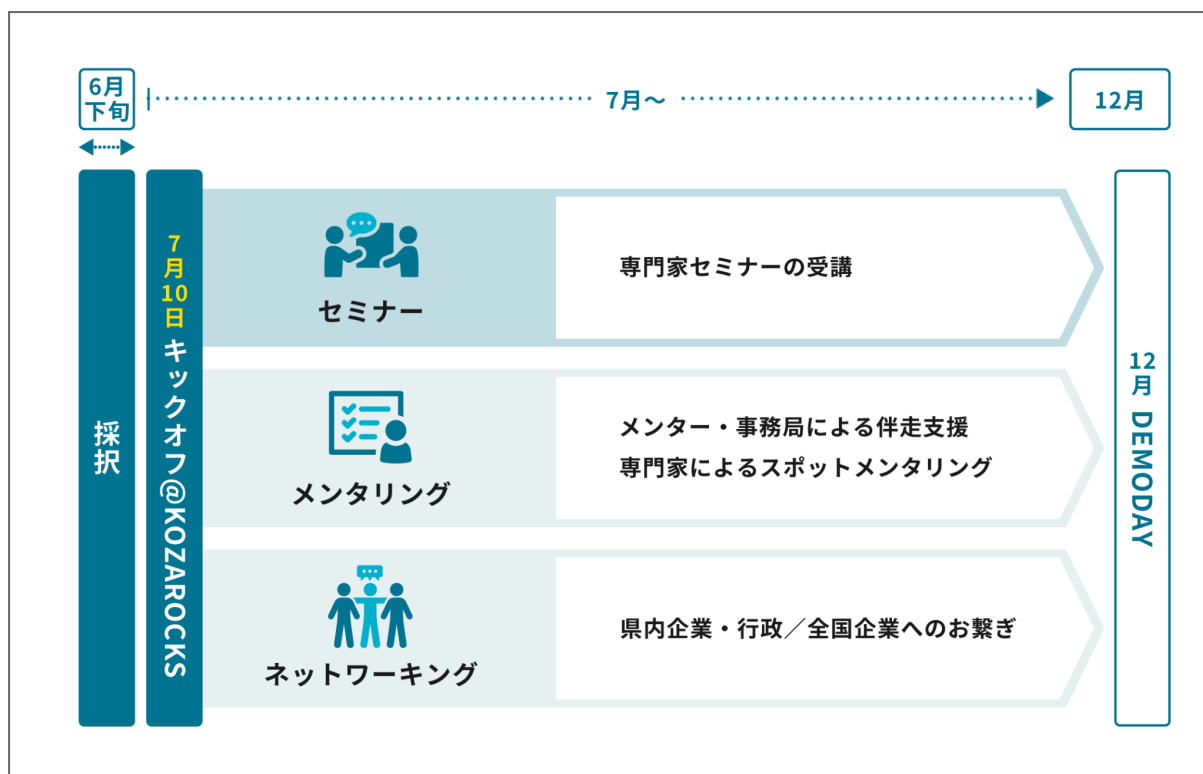 6月
下旬
7月〜
12月
採択
7月10日 キックオフ@KOZAROCKS
セミナー
専門家セミナーの受講
メンタリング
メンター・事務局による伴走支援
専門家によるスポットメンタリング
ネットワーキング
県内企業・行政／全国企業へのお繋ぎ
12月 DEMODAY